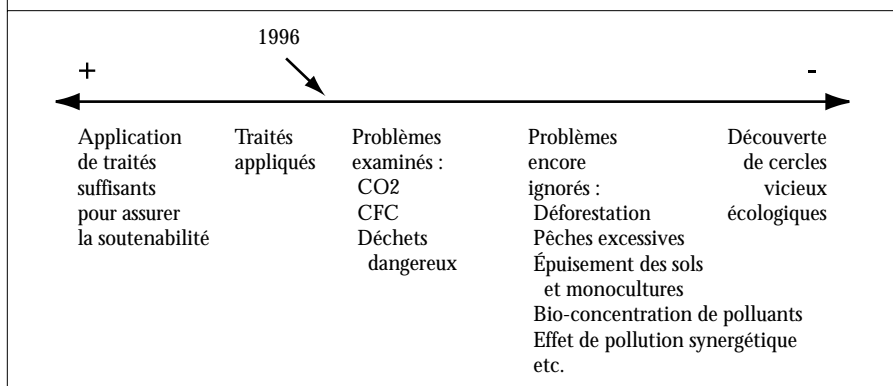 1996
+
-
Application
de traités
suffisants
pour assurer
la soutenabilité
Traités
appliqués
Problèmes
examinés :
CO2
CFC
Déchets
dangereux
Problèmes
encore
ignorés :
Déforestation
Pêches excessives
Épuisement des sols
et monocultures
Bio-concentration de polluants
Effet de pollution synergétique
etc.
Découverte
de cercles
vicieux
écologiques